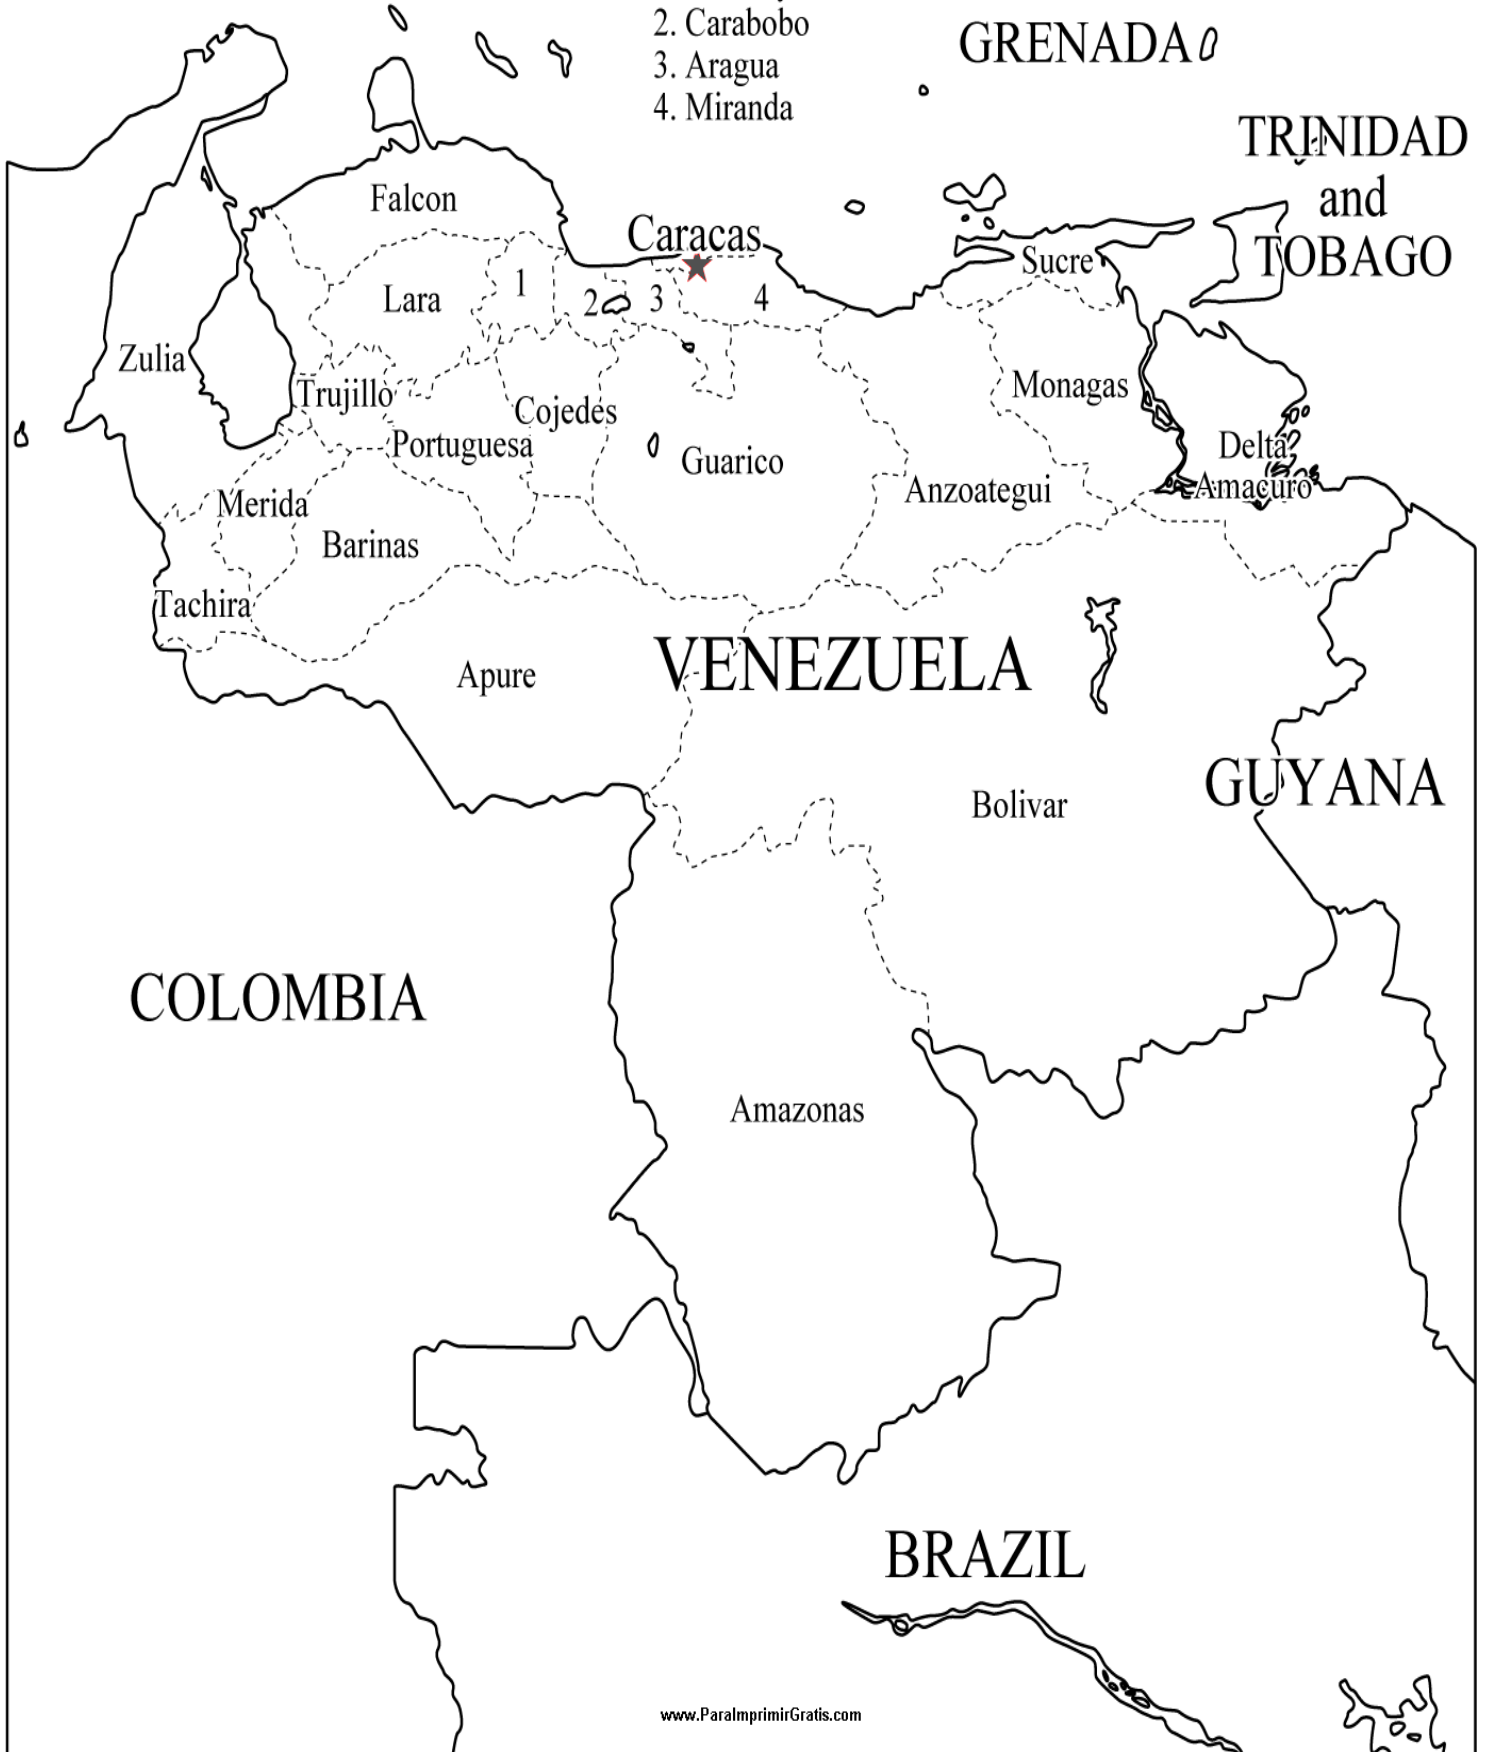 2. Carabobo
3. Aragua
4. Miranda
GRENADA
TRINIDAD
and
TOBAGO
Falcon
Caracas
Sucre
Lara
1
2
3
4
Zulia
Trujillo
Monagas
Cojedes
Portuguesa
Guarico
Delta
Amacuro
Anzoategui
Merida
Barinas
Tachira
VENEZUELA
Apure
GUYANA
Bolivar
COLOMBIA
Amazonas
BRAZIL
www.ParaImprimirGratis.com